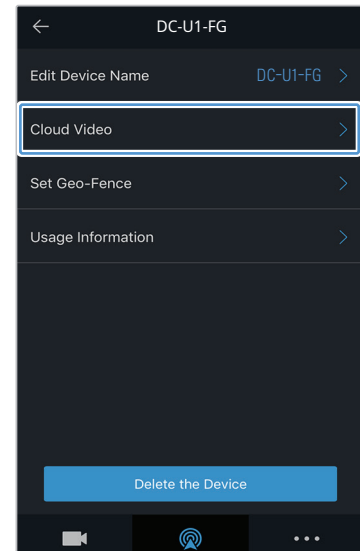 DC-U1-FG
Edit Device Name DC-U1-FG
Cloud Video
Set Geo-Fence
Usage Information
Delete the Device